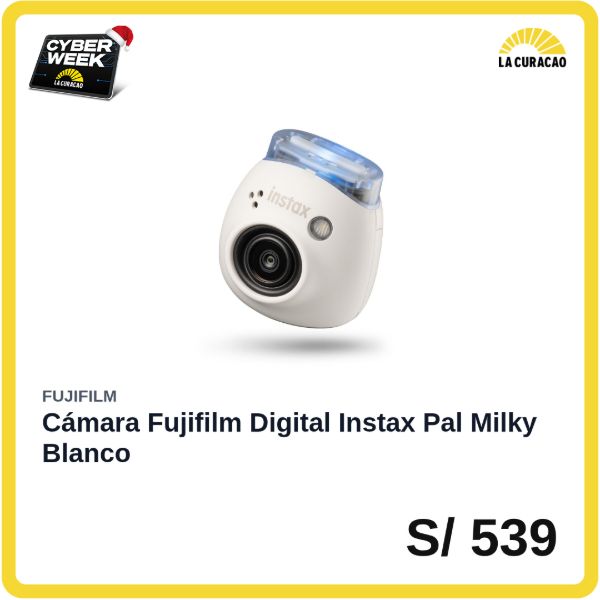 CYBER
WEEK
LA CURACAO
LA CURACAO
instax
FUJIFILM
Cámara Fujifilm Digital Instax Pal Milky
Blanco
S/ 539